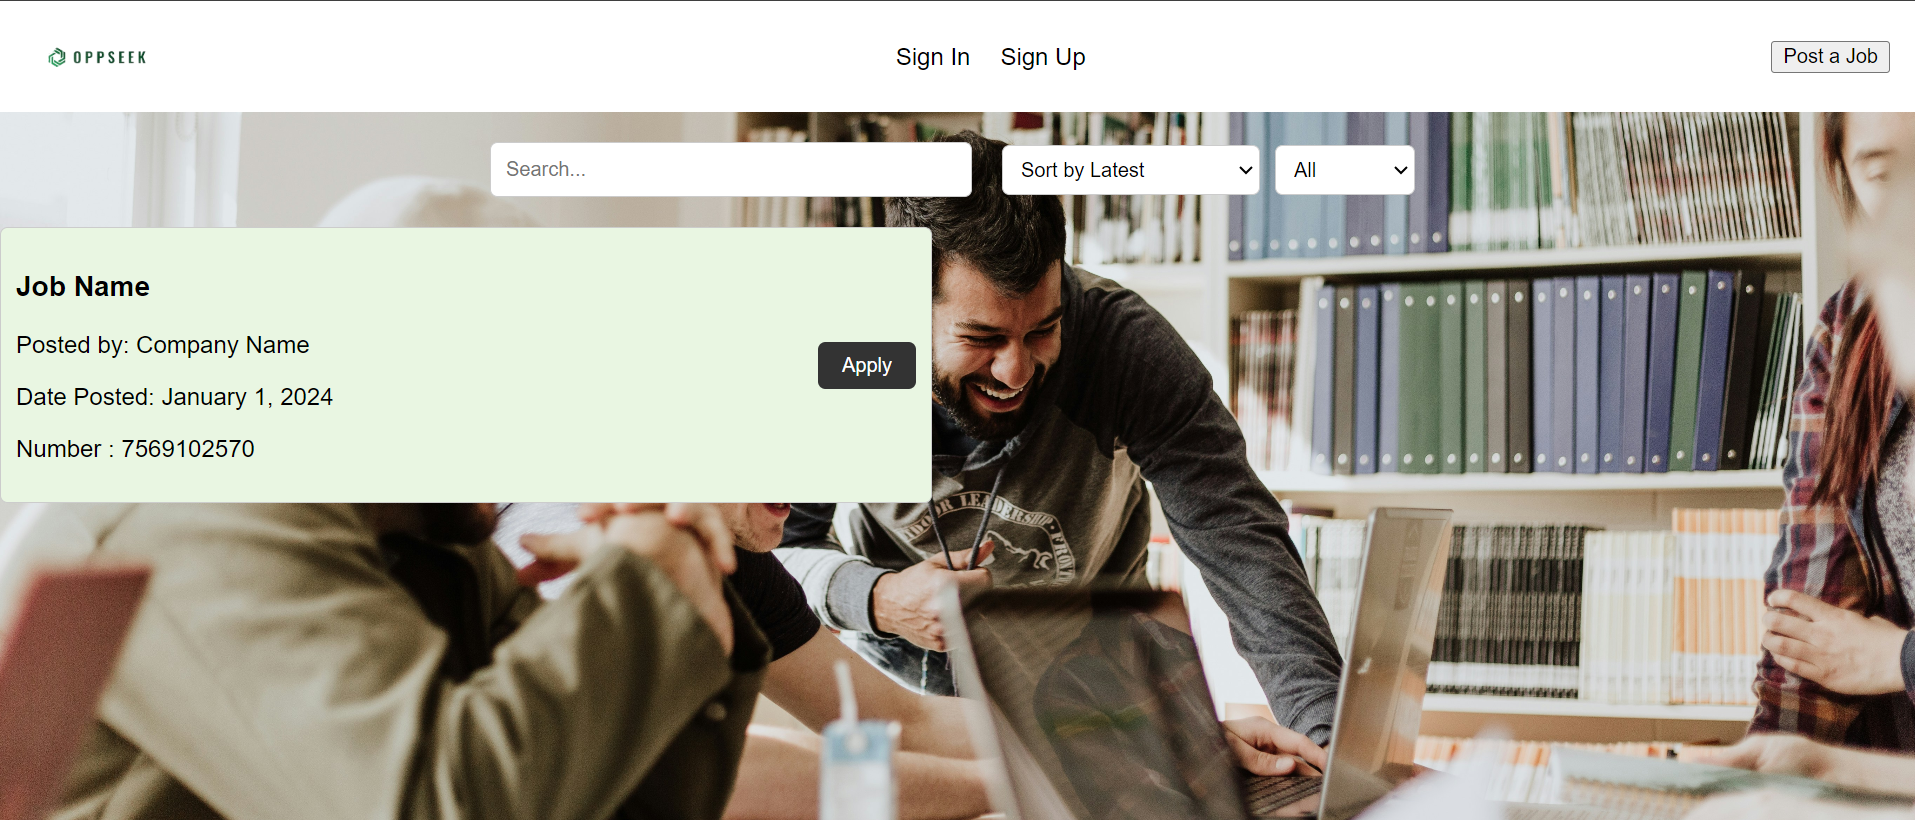 OPPSEEK
Sign In
Sign Up
Post a Job
Search...
Sort by Latest
All
Job Name
Posted by: Company Name
Date Posted: January 1, 2024
Number : 7569102570
Apply
LEADERSHIP